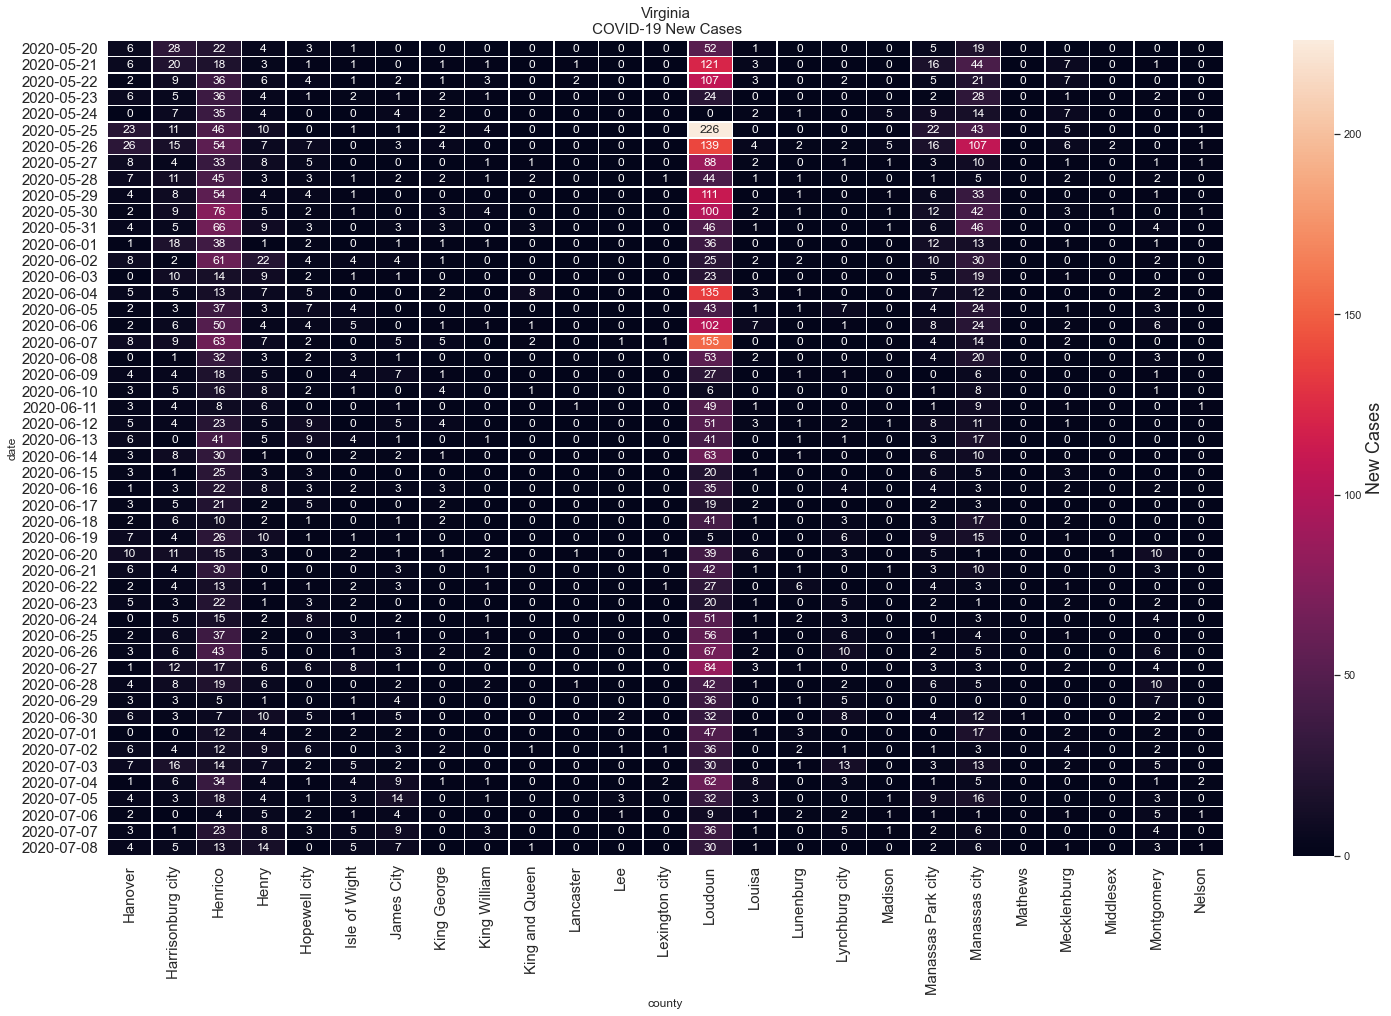 Virginia
COVID-19 New Cases
2020-05-20 6 28 22 4 3 1 0 0 0 0 0 0 0 52 1 0 0 0 5 19 0 0 0 0 0
2020-05-21 6 20 18 3 1 1 0 1 1 0 1 0 0 121 3 0 0 0 16 44 0 7 0 1 0
2020-05-22 2 9 36 6 4 1 2 1 3 0 2 0 0 107 3 0 2 0 5 21 0 7 0 0 0
2020-05-23 6 5 36 4 1 2 1 2 1 0 0 0 0 24 0 0 0 0 2 28 0 1 0 2 0
2020-05-24 0 7 35 4 0 0 4 2 0 0 0 0 0 0 2 1 0 5 9 14 0 7 0 0 0
2020-05-25 23 11 46 10 0 1 1 2 4 0 0 0 0 226 0 0 0 0 22 43 0 5 0 0 1
2020-05-26 26 15 54 7 7 0 3 4 0 0 0 0 0 139 4 2 2 5 16 107 0 6 2 0 1
2020-05-27 8 4 33 8 5 0 0 0 1 1 0 0 0 88 2 0 1 1 3 10 0 1 0 1 1
2020-05-28 7 11 45 3 3 1 2 2 1 2 0 0 1 44 1 1 0 0 1 5 0 2 0 2 0
2020-05-29 4 8 54 4 4 1 0 0 0 0 0 0 0 111 0 1 0 1 6 33 0 0 0 1 0
2020-05-30 2 9 76 5 2 1 0 3 4 0 0 0 0 100 2 1 0 1 12 42 0 3 1 0 1
2020-05-31 4 5 66 9 3 0 3 3 0 3 0 0 0 46 1 0 0 1 6 46 0 0 0 4 0
2020-06-01 1 18 38 1 2 0 1 1 1 0 0 0 0 36 0 0 0 0 12 13 0 1 0 1 0
2020-06-02 8 2 61 22 4 4 4 1 0 0 0 0 0 25 2 2 0 0 10 30 0 0 0 2 0
2020-06-03 0 10 14 9 2 1 1 0 0 0 0 0 0 23 0 0 0 0 5 19 0 1 0 0 0
2020-06-04 5 5 13 7 5 0 0 2 0 8 0 0 0 135 3 1 0 0 7 12 0 0 0 2 0
2020-06-05 2 3 37 3 7 4 0 0 0 0 0 0 0 43 1 1 7 0 4 24 0 1 0 3 0
2020-06-06 2 6 50 4 4 5 0 1 1 1 0 0 0 102 7 0 1 0 8 24 0 2 0 6 0
2020-06-07 8 9 63 7 2 0 5 5 0 2 0 1 1 155 0 0 0 0 4 14 0 2 0 0 0
2020-06-08 0 1 32 3 2 3 1 0 0 0 0 0 0 53 2 0 0 0 4 20 0 0 0 3 0
2020-06-09 4 4 18 5 0 4 7 1 0 0 0 0 0 27 0 1 1 0 0 6 0 0 0 1 0
2020-06-10 3 5 16 8 2 1 0 4 0 1 0 0 0 6 0 0 0 0 1 8 0 0 0 1 0
2020-06-11 3 4 8 6 0 0 1 0 0 0 1 0 0 49 1 0 0 0 1 9 0 1 0 0 1
2020-06-12 5 4 23 5 9 0 5 4 0 0 0 0 0 51 3 1 2 1 8 11 0 1 0 0 0
2020-06-13 6 0 41 5 9 4 1 0 1 0 0 0 0 41 0 1 1 0 3 17 0 0 0 0 0
2020-06-14 3 8 30 1 0 2 2 1 0 0 0 0 0 63 0 1 0 0 6 10 0 0 0 0 0
2020-06-15 3 1 25 3 3 0 0 0 0 0 0 0 0 20 1 0 0 0 6 5 0 3 0 0 0
2020-06-16 1 3 22 8 3 2 3 3 0 0 0 0 0 35 0 0 4 0 4 3 0 2 0 2 0
2020-06-17 3 5 21 2 5 0 0 2 0 0 0 0 0 19 2 0 0 0 2 3 0 0 0 0 0
2020-06-18 2 6 10 2 1 0 1 2 0 0 0 0 0 41 1 0 3 0 3 17 0 2 0 0 0
2020-06-19 7 4 26 10 1 1 1 0 0 0 0 0 0 5 0 0 6 0 9 15 0 1 0 0 0
2020-06-20 10 11 15 3 0 2 1 1 2 0 1 0 1 39 6 0 3 0 5 1 0 0 1 10 0
2020-06-21 6 4 30 0 0 0 3 0 1 0 0 0 0 42 1 1 0 1 3 10 0 0 0 3 0
2020-06-22 2 4 13 1 1 2 3 0 1 0 0 0 1 27 0 6 0 0 4 3 0 1 0 0 0
2020-06-23 5 3 22 1 3 2 0 0 0 0 0 0 0 20 1 0 5 0 2 1 0 2 0 2 0
2020-06-24 0 5 15 2 8 0 2 0 1 0 0 0 0 51 1 2 3 0 0 3 0 0 0 4 0
2020-06-25 2 6 37 2 0 3 1 0 1 0 0 0 0 56 1 0 6 0 1 4 0 1 0 0 0
2020-06-26 3 6 43 5 0 1 3 2 2 0 0 0 0 67 2 0 10 0 2 5 0 0 0 6 0
2020-06-27 1 12 17 6 6 8 1 0 0 0 0 0 0 84 3 1 0 0 3 3 0 2 0 4 0
2020-06-28 4 8 19 6 0 0 2 0 2 0 1 0 0 42 1 0 2 0 6 5 0 0 0 10 0
2020-06-29 3 3 5 1 0 1 4 0 0 0 0 0 0 36 0 1 5 0 0 0 0 0 0 7 0
2020-06-30 6 3 7 10 5 1 5 0 0 0 0 2 0 32 0 0 8 0 4 12 1 0 0 2 0
2020-07-01 0 0 12 4 2 2 2 0 0 0 0 0 0 47 1 3 0 0 0 17 0 2 0 2 0
2020-07-02 6 4 12 9 6 0 3 2 0 1 0 1 1 36 0 2 1 0 1 3 0 4 0 2 0
2020-07-03 7 16 14 7 2 5 2 0 0 0 0 0 0 30 0 1 13 0 3 13 0 2 0 5 0
2020-07-04 1 6 34 4 1 4 9 1 1 0 0 0 2 62 8 0 3 0 1 5 0 0 0 1 2
2020-07-05 4 3 18 4 1 3 14 0 1 0 0 3 0 32 3 0 0 1 9 16 0 0 0 3 0
2020-07-06 2 0 4 5 2 1 4 0 0 0 0 1 0 9 1 2 2 1 1 1 0 1 0 5 1
2020-07-07 3 1 23 8 3 5 9 0 3 0 0 0 0 36 1 0 5 1 2 6 0 0 0 4 0
2020-07-08 4 5 13 14 0 5 7 0 0 1 0 0 0 30 1 0 0 0 2 6 0 1 0 3 1
date
Hanover
Harrisonburg city
Henrico
Henry
Hopewell city
Isle of Wight
James City
King George
King William
King and Queen
Lancaster
Lee
Lexington city
Loudoun
Louisa
Lunenburg
Lynchburg city
Madison
Manassas Park city
Manassas city
Mathews
Mecklenburg
Middlesex
Montgomery
Nelson
county
200
150
100
50
0
New Cases